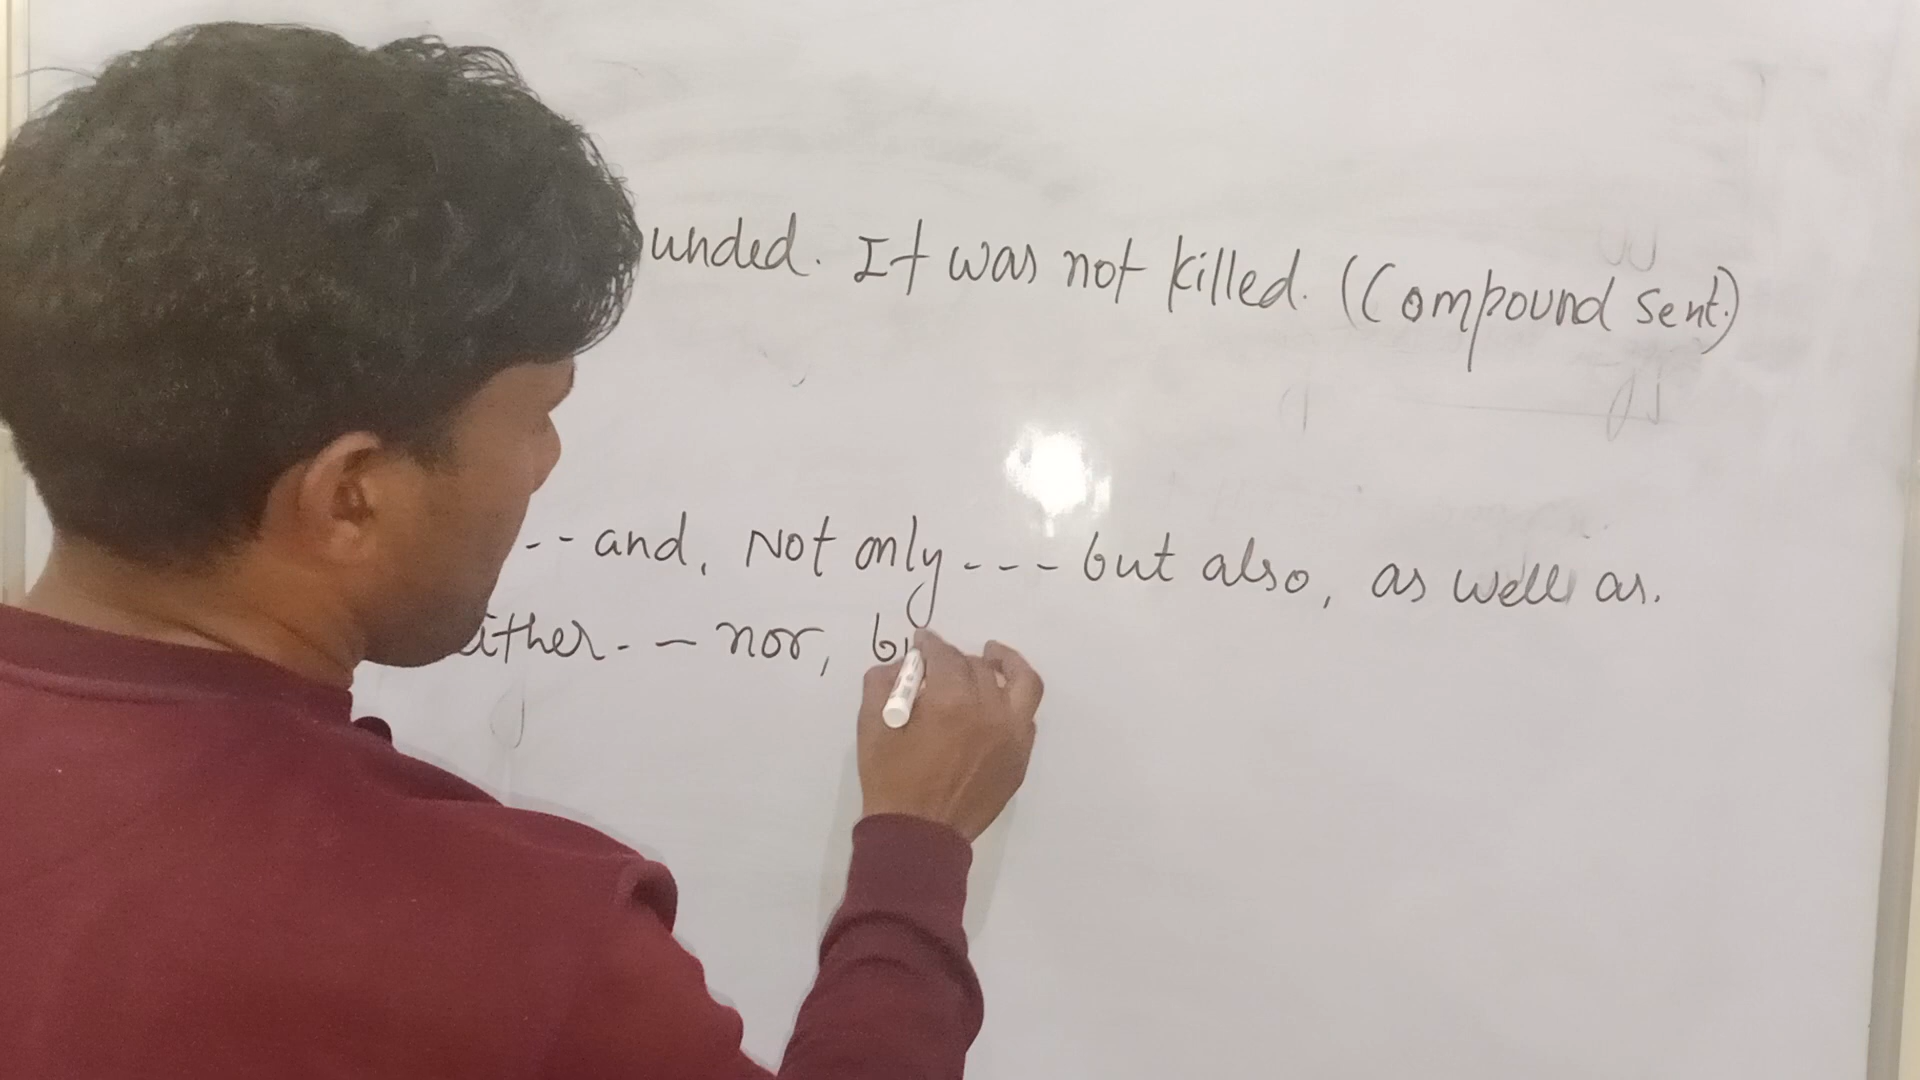 unded. It was not killed. (Compound Sent.)
-- and, Not only --- but also, as well as.
ither. -- nor,